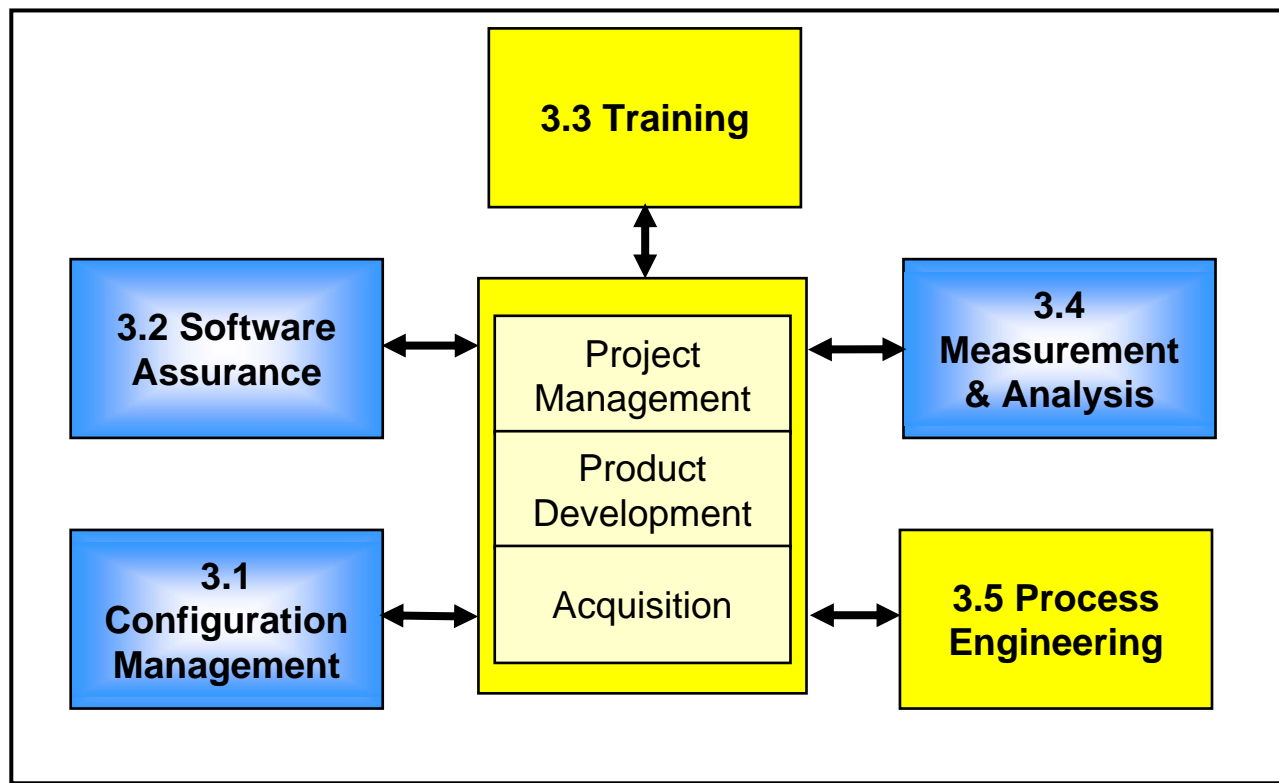 3.3 Training
3.2 Software
Assurance
Project
Management
3.4
Measurement
& Analysis
Product
Development
3.1
Configuration
Management
Acquisition
3.5 Process
Engineering